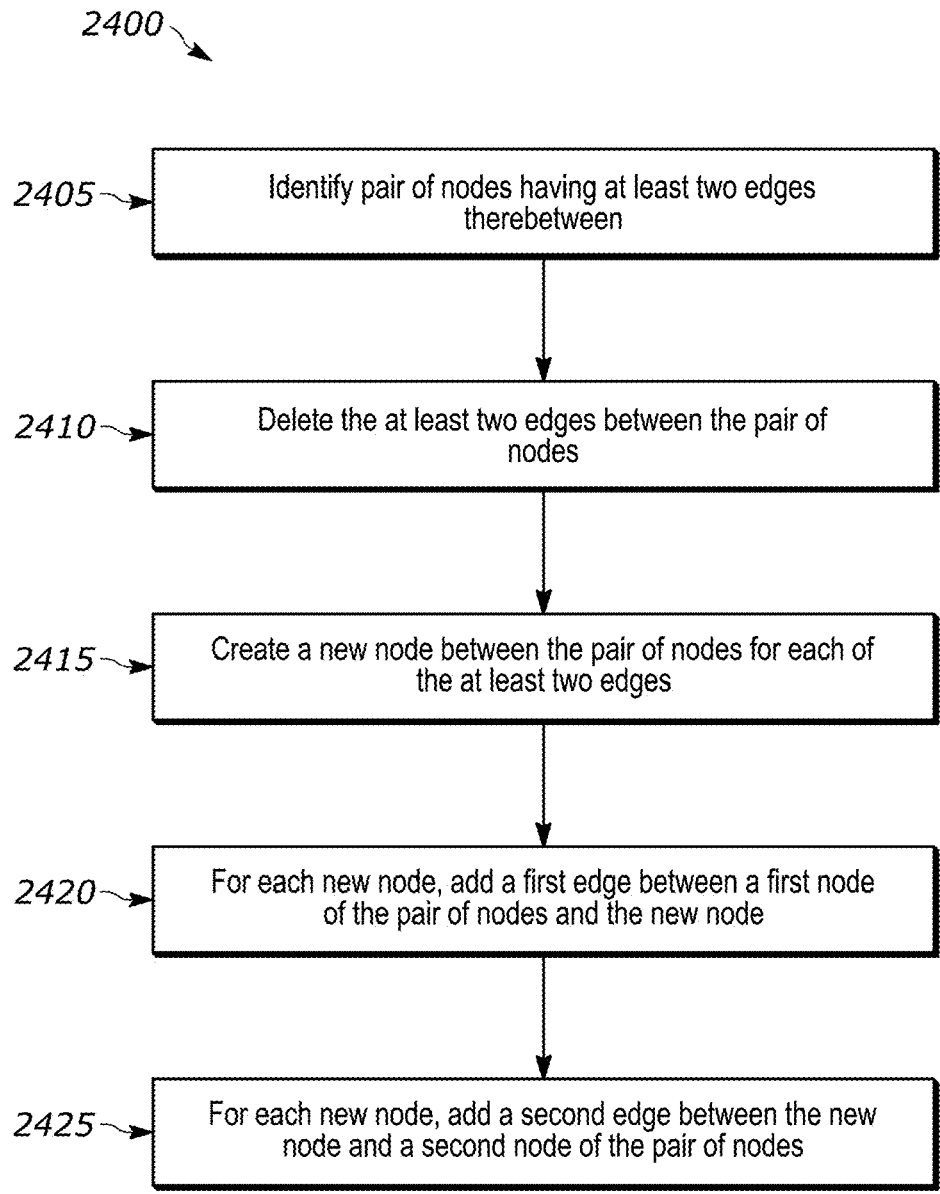 2400
2405
Identify pair of nodes having at least two edges
therebetween
2410
Delete the at least two edges between the pair of
nodes
2415
Create a new node between the pair of nodes for each of
the at least two edges
2420
For each new node, add a first edge between a first node
of the pair of nodes and the new node
2425
For each new node, add a second edge between the new
node and a second node of the pair of nodes